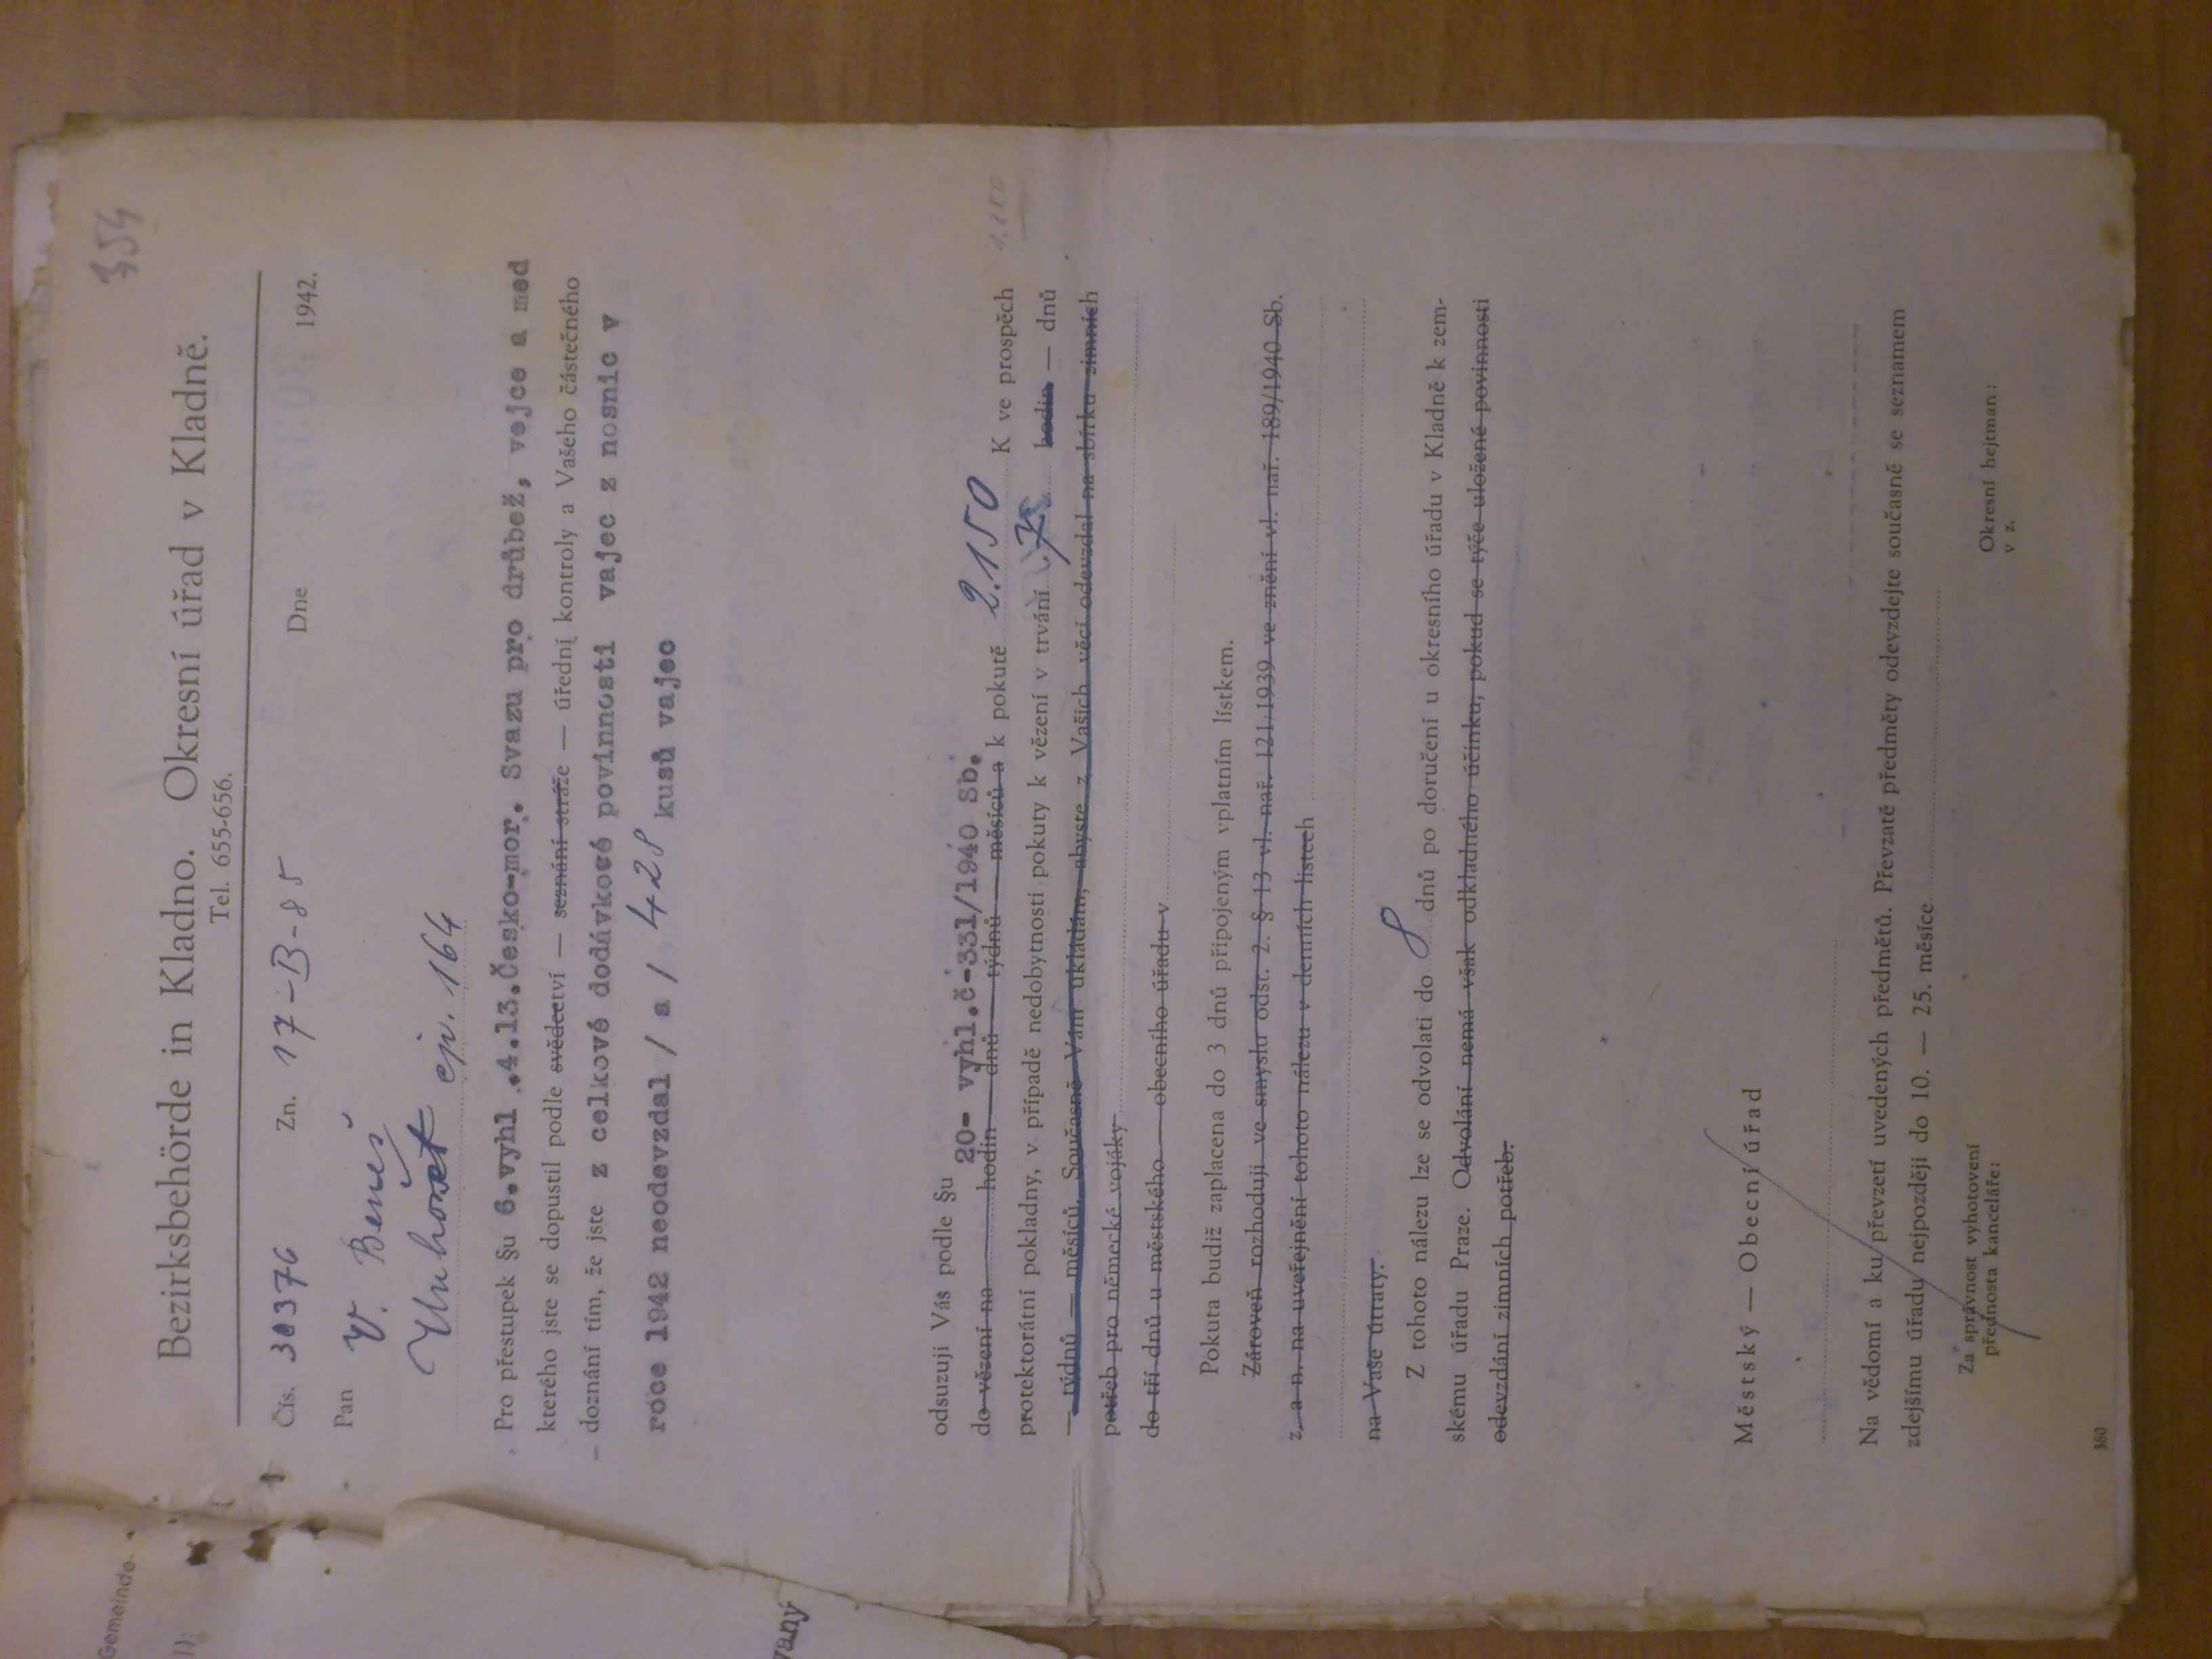 Gemeinde-
354
Bezirksbehörde in Kladno. Okresní úřad v Kladně.
Tel. 655-656.
Čís. 30376 Zn. 17-B-85 Dne 1942.
Pan V. Beneš
Unhošt čp. 164
Pro přestupek §u 6.vyhl .4.13.Česko-mor. Svazu pro drůbež, vejce a med
kterého jste se dopustil podle svědectví — seznání stráže — úřední kontroly a Vašeho částečného
doznání tím, že jste z celkové dodávkové povinnosti vajec z nosnic v
roce 1942 neodevzdal / a / 428 kusů vajec
vaný
odsuzuji Vás podle §u 20- vyhl.č-331/1940 Sb.
do vězení na hodin — dnů — týdnů — měsíců a k pokutě 2.150 K ve prospěch
protektorátní pokladny, v případě nedobytnosti pokuty k vězení v trvání 7 hodin — dnů
— týdnů — měsíců. Současně Vám ukládám, abyste z Vašich věcí odevzdal na sbírku zimních
potřeb pro německé vojáky
do tří dnů u městského — obecního úřadu v
Pokuta budiž zaplacena do 3 dnů připojeným vplatním lístkem.
Zároveň rozhoduji ve smyslu odst. 2. § 13 vl. nař. 121/1939 ve znění vl. nař. 189/1940 Sb.
z. a n. na uveřejnění tohoto nálezu v denních listech
na Vaše útraty.
Z tohoto nálezu lze se odvolati do 8 dnů po doručení u okresního úřadu v Kladně k zem-
skému úřadu Praze. Odvolání nemá však odkladného účinku, pokud se týče uložené povinnosti
odevzdání zimních potřeb.
Městský — Obecní úřad
Na vědomí a ku převzetí uvedených předmětů. Převzaté předměty odevzdejte současně se seznamem
zdejšímu úřadu nejpozději do 10. — 25. měsíce
Za správnost vyhotovení
přednosta kanceláře:
Okresní hejtman:
v z.
380